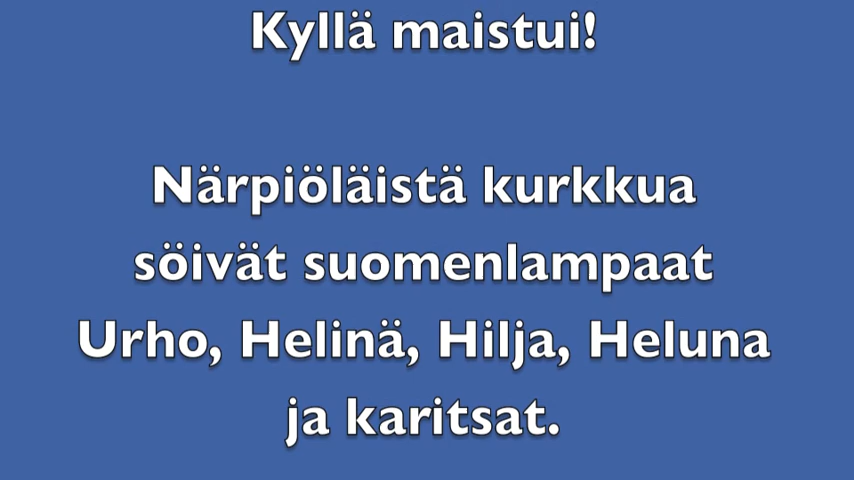 Kyllä maistui!
Närpiöläistä kurkkua
söivät suomenlampaat
Urho, Helinä, Hilja, Heluna
ja karitsat.